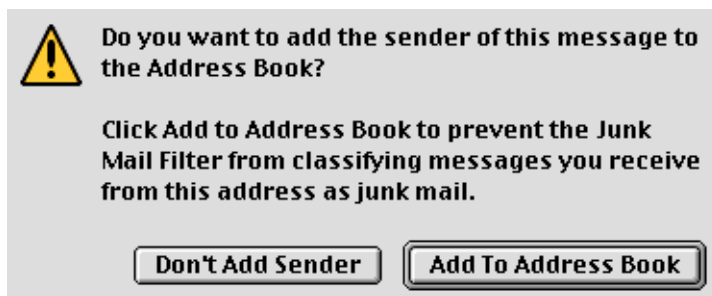 Do you want to add the sender of this message to
the Address Book?
Click Add to Address Book to prevent the Junk
Mail Filter from classifying messages you receive
from this address as junk mail.
Don't Add Sender
Add To Address Book